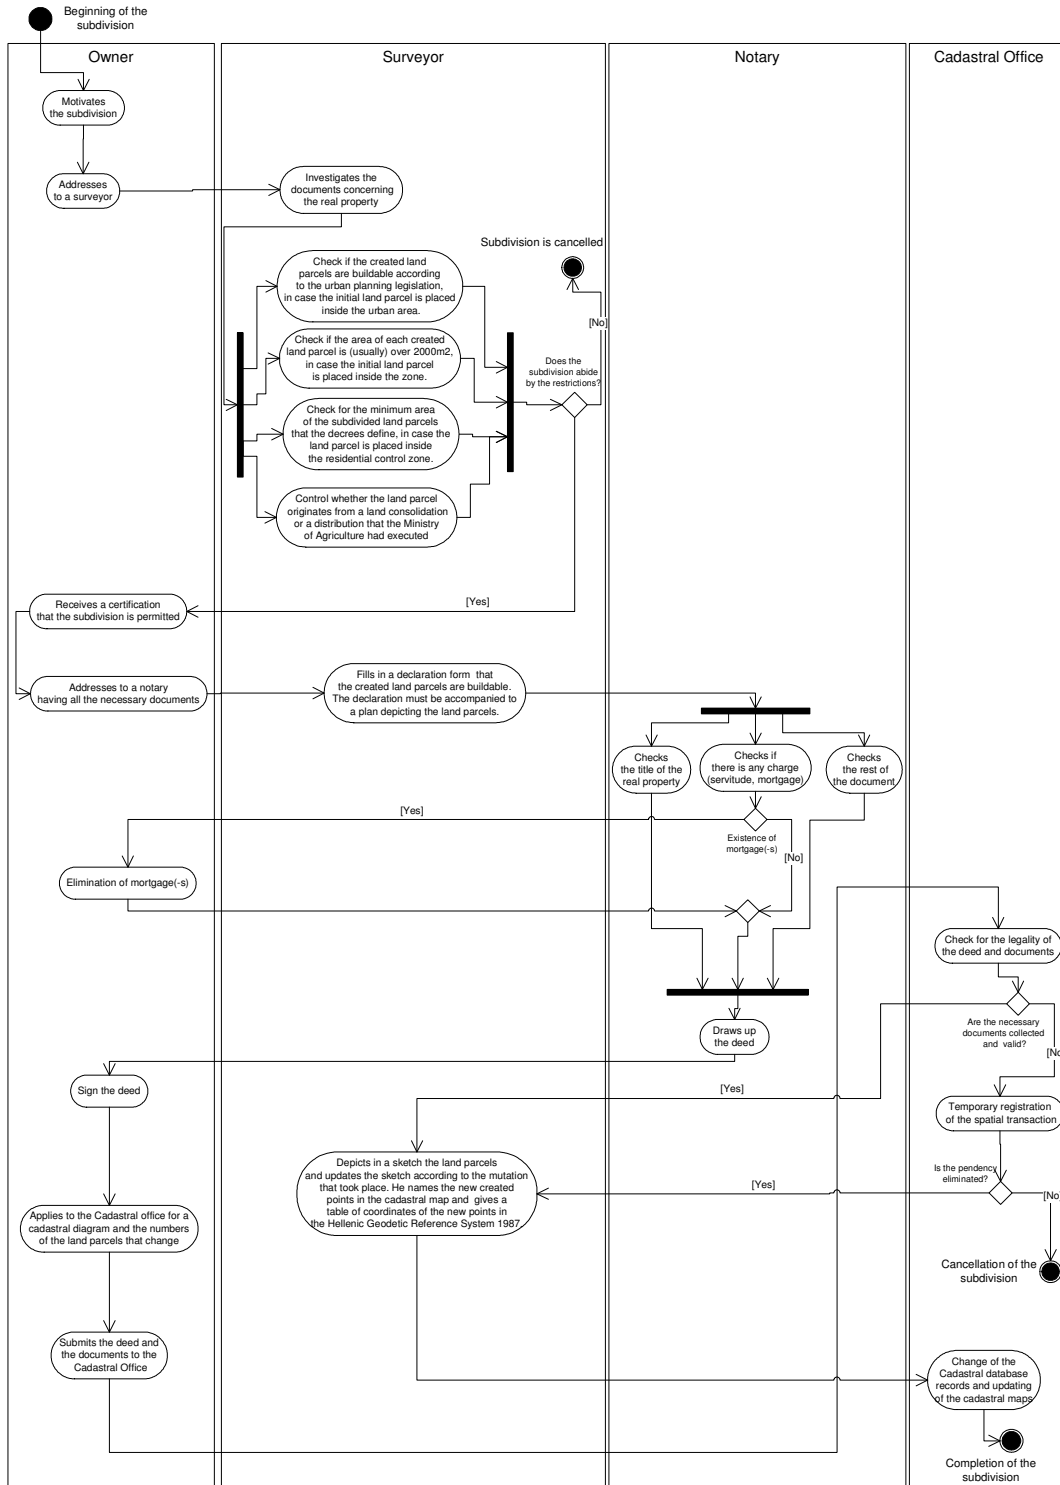 Beginning of the
subdivision
Owner
Surveyor
Notary
Cadastral Office
Motivates
the subdivision
Addresses
to a surveyor
Investigates the
documents concerning
the real property
Subdivision is cancelled
Check if the created land
parcels are buildable according
to the urban planning legislation,
in case the initial land parcel is placed
inside the urban area.
[No]
Check if the area of each created
land parcel is (usually) over 2000m2,
in case the initial land parcel
is placed inside the zone.
Does the
subdivision abide
by the restrictions?
Check for the minimum area
of the subdivided land parcels
that the decrees define, in case the
land parcel is placed inside
the residential control zone.
Control whether the land parcel
originates from a land consolidation
or a distribution that the Ministry
of Agriculture had executed
[Yes]
Receives a certification
that the subdivision is permitted
Addresses to a notary
having all the necessary documents
Fills in a declaration form that
the created land parcels are buildable.
The declaration must be accompanied to
a plan depicting the land parcels.
Checks
the title of the
real property
Checks if
there is any charge
(servitude, mortgage)
Checks
the rest of
the document
[Yes]
Existence of
mortgage(-s)
[No]
Elimination of mortgage(-s)
Check for the legality of
the deed and documents
Are the necessary
documents collected
and valid?
[No
Draws up
the deed
Sign the deed
[Yes]
Temporary registration
of the spatial transaction
Depicts in a sketch the land parcels
and updates the sketch according to the mutation
that took place. He names the new created
points in the cadastral map and gives a
table of coordinates of the new points in
the Hellenic Geodetic Reference System 1987.
Is the pendency
eliminated?
[Yes]
[No]
Applies to the Cadastral office for a
cadastral diagram and the numbers
of the land parcels that change
Cancellation of the
subdivision
Submits the deed and
the documents to the
Cadastral Office
Change of the
Cadastral database
records and updating
of the cadastral maps
Completion of the
subdivision